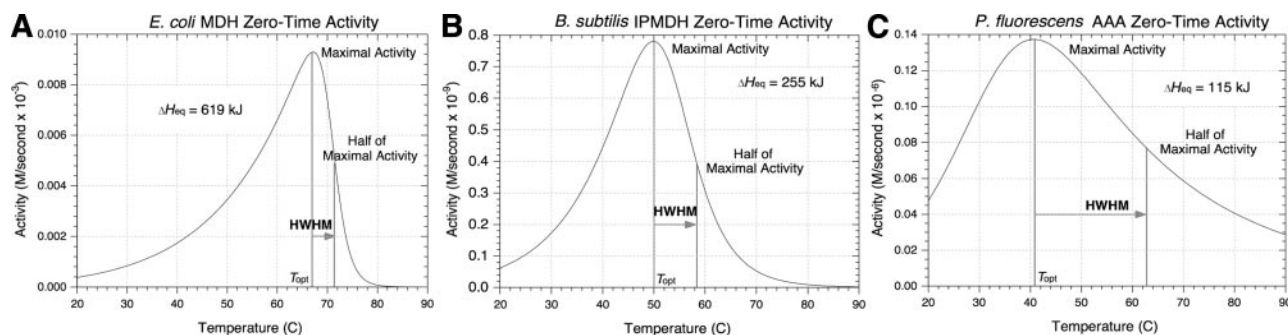 A
E. coli MDH Zero-Time Activity
Activity (M/second x 10⁻³)
0.010
0.008
0.006
0.004
0.002
0.000
Maximal Activity
ΔHeq = 619 kJ
Half of
Maximal Activity
HWHM
Topt
20 30 40 50 60 70 80 90
Temperature (C)
B
B. subtilis IPMDH Zero-Time Activity
Activity (M/second x 10⁻⁹)
0.8
0.7
0.6
0.5
0.4
0.3
0.2
0.1
0.0
Maximal Activity
ΔHeq = 255 kJ
Half of
Maximal Activity
HWHM
Topt
20 30 40 50 60 70 80 90
Temperature (C)
C
P. fluorescens AAA Zero-Time Activity
Activity (M/second x 10⁻⁶)
0.14
0.12
0.10
0.08
0.06
0.04
0.02
0.00
Maximal Activity
ΔHeq = 115 kJ
Half of
Maximal Activity
HWHM
Topt
20 30 40 50 60 70 80 90
Temperature (C)